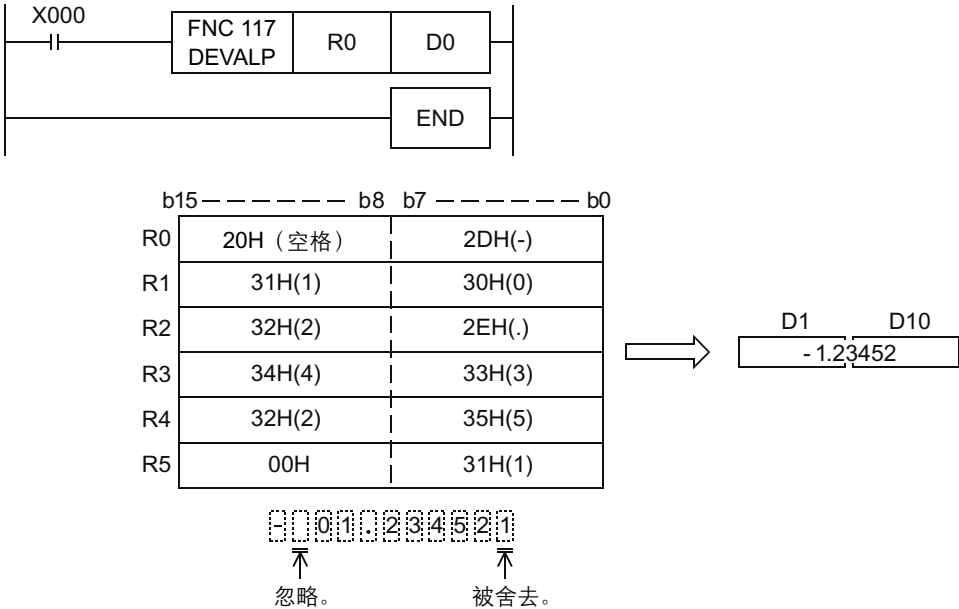 X000
FNC 117
DEVALP
R0
D0
END
b15 — — — — — — b8 b7 — — — — — — b0
R0 20H（空格） 2DH(-)
R1 31H(1) 30H(0)
R2 32H(2) 2EH(.)
R3 34H(4) 33H(3)
R4 32H(2) 35H(5)
R5 00H 31H(1)
D1 D10
- 1.23452
- 0 1 . 2 3 4 5 2 1
忽略。 被舍去。